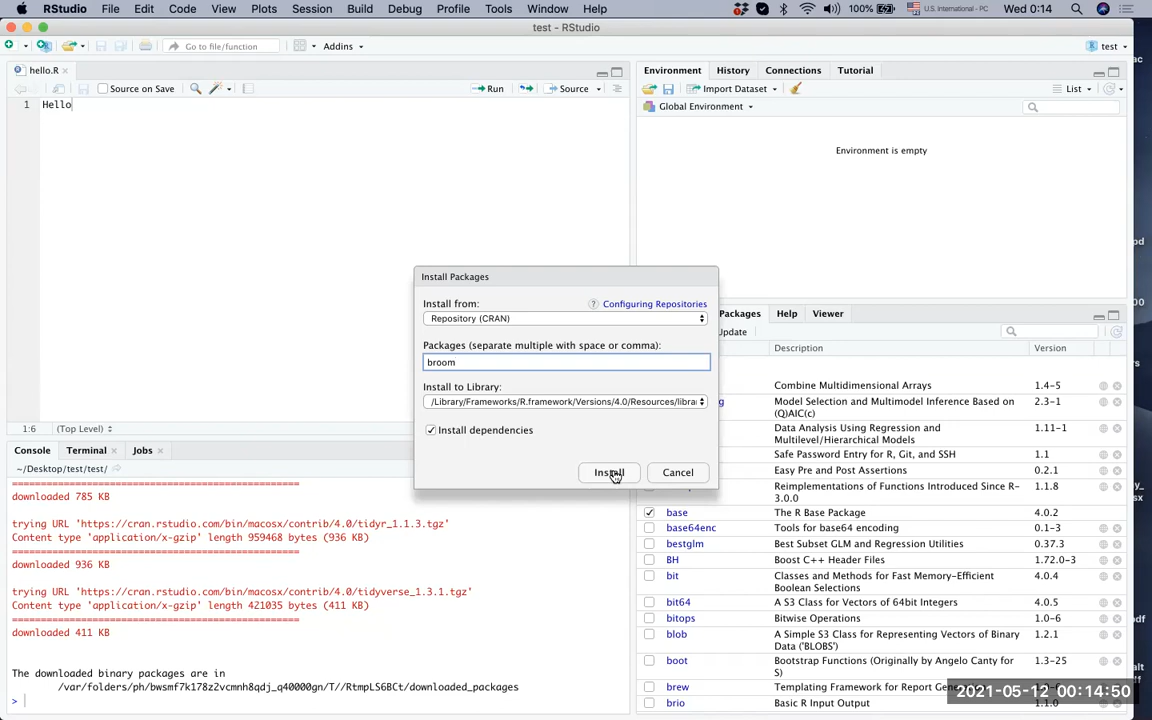 RStudio File Edit Code View Plots Session Build Debug Profile Tools Window Help 100% U.S. International - PC Wed 0:14
test - RStudio
Go to file/function Addins test
hello.R
Source on Save Run Source
1 Hello
1:6 (Top Level)
Environment History Connections Tutorial
Import Dataset List
Global Environment
Environment is empty
Install Packages
Install from: ? Configuring Repositories
Repository (CRAN)
Packages (separate multiple with space or comma):
broom
Install to Library:
/Library/Frameworks/R.framework/Versions/4.0/Resources/librar
Install dependencies
Install Cancel
Console Terminal Jobs
~/Desktop/test/test/
==================================================
downloaded 785 KB
trying URL 'https://cran.rstudio.com/bin/macosx/contrib/4.0/tidyr_1.1.3.tgz'
Content type 'application/x-gzip' length 959468 bytes (936 KB)
==================================================
downloaded 936 KB
trying URL 'https://cran.rstudio.com/bin/macosx/contrib/4.0/tidyverse_1.3.1.tgz'
Content type 'application/x-gzip' length 421035 bytes (411 KB)
==================================================
downloaded 411 KB
The downloaded binary packages are in
/var/folders/ph/bwsmf7k178z2vcmnh8qdj_q40000gn/T//RtmpLS6BCt/downloaded_packages
>
Packages Help Viewer
Update
Description Version
Combine Multidimensional Arrays 1.4-5
Model Selection and Multimodel Inference Based on 2.3-1
(Q)AIC(c)
Data Analysis Using Regression and 1.11-1
Multilevel/Hierarchical Models
Safe Password Entry for R, Git, and SSH 1.1
Easy Pre and Post Assertions 0.2.1
Reimplementations of Functions Introduced Since R- 1.1.8
3.0.0
base The R Base Package 4.0.2
base64enc Tools for base64 encoding 0.1-3
bestglm Best Subset GLM and Regression Utilities 0.37.3
BH Boost C++ Header Files 1.72.0-3
bit Classes and Methods for Fast Memory-Efficient 4.0.4
Boolean Selections
bit64 A S3 Class for Vectors of 64bit Integers 4.0.5
bitops Bitwise Operations 1.0-6
blob A Simple S3 Class for Representing Vectors of 1.2.1
Binary Data ('BLOBS')
boot Bootstrap Functions (Originally by Angelo Canty for 1.3-25
S)
brew Templating Framework for Report
brio Basic R Input Output 1.1.0
2021-05-12 00:14:50